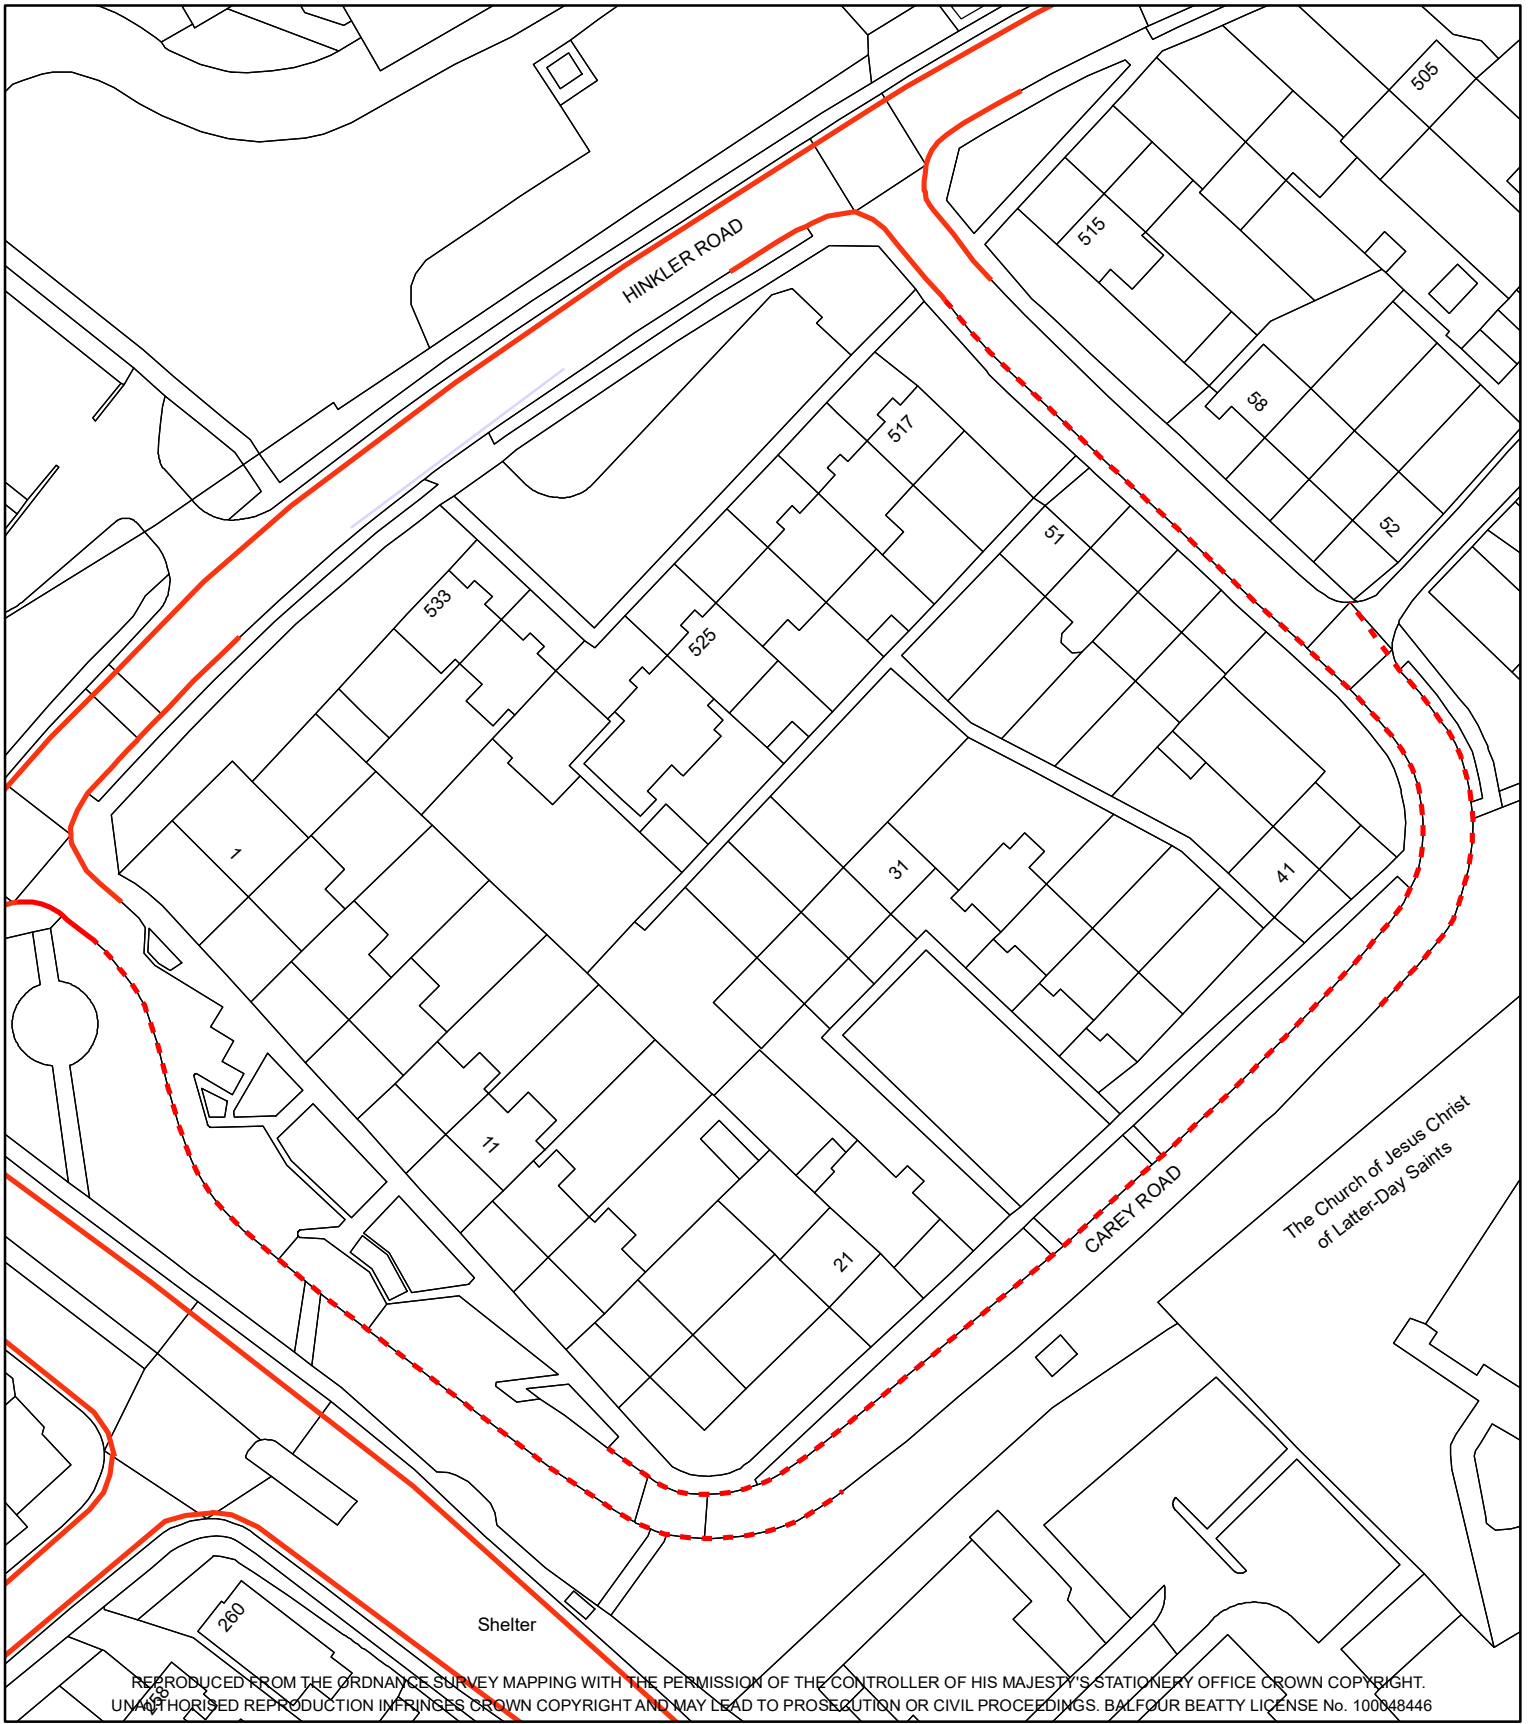 505
HINKLER ROAD
515
58
517
52
51
533
525
1
31
41
11
The Church of Jesus Christ
of Latter-Day Saints
CAREY ROAD
21
260
Shelter
258
REPRODUCED FROM THE ORDNANCE SURVEY MAPPING WITH THE PERMISSION OF THE CONTROLLER OF HIS MAJESTY'S STATIONERY OFFICE CROWN COPYRIGHT.
UNAUTHORISED REPRODUCTION INFRINGES CROWN COPYRIGHT AND MAY LEAD TO PROSECUTION OR CIVIL PROCEEDINGS. BALFOUR BEATTY LICENSE No. 100048446